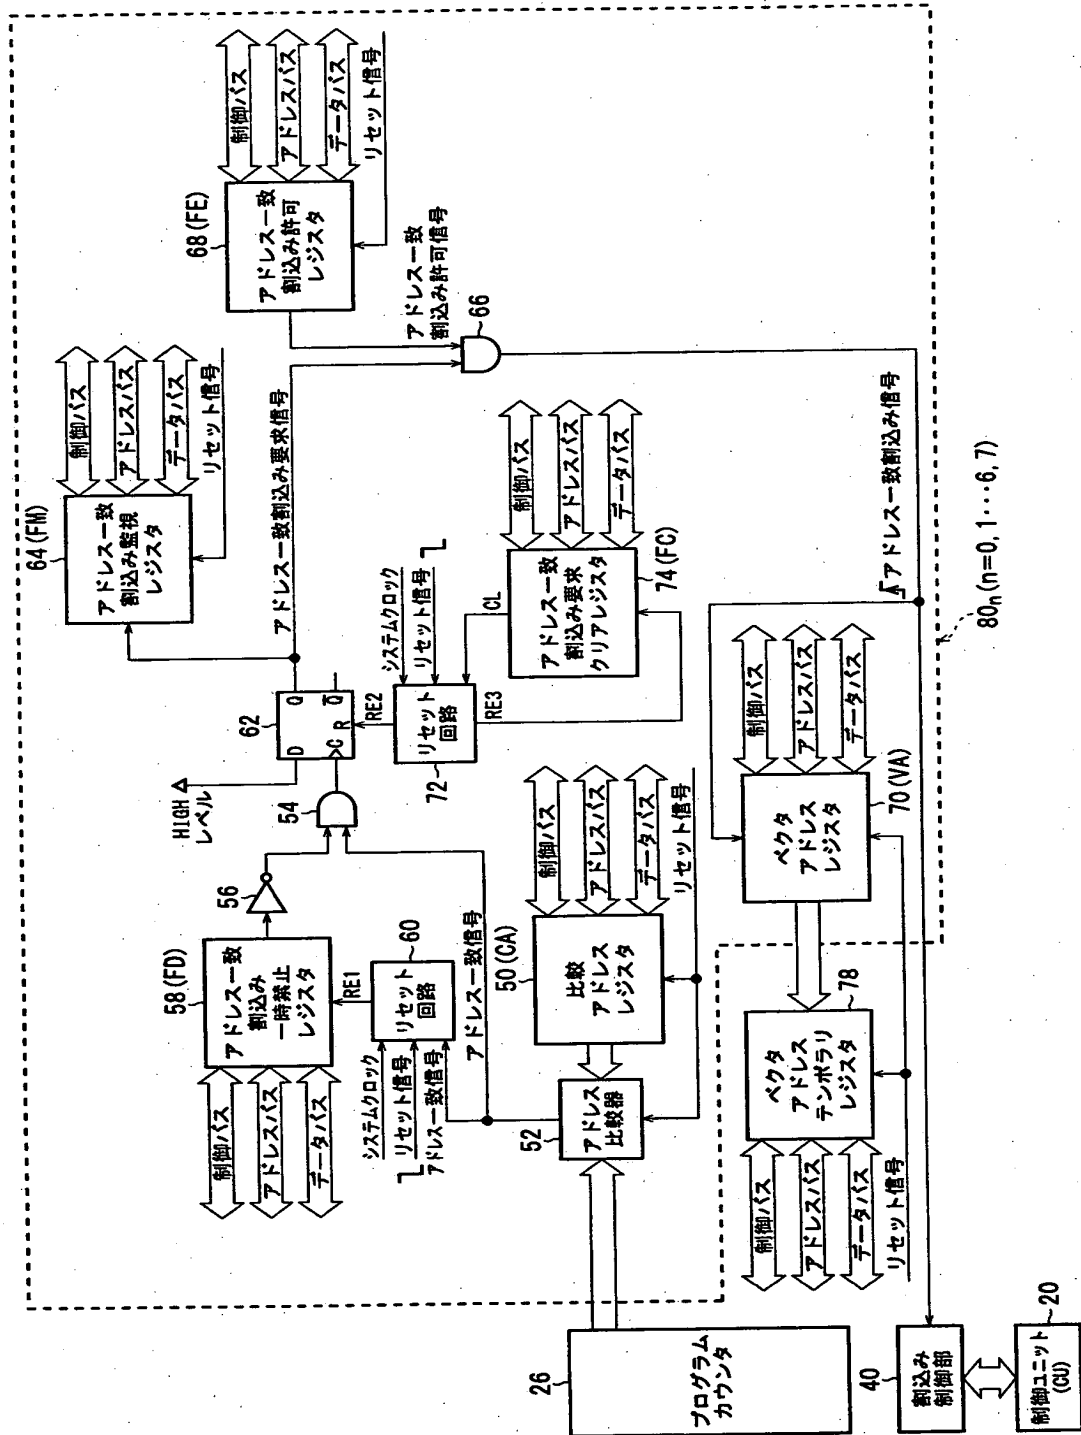 64(FM)
アドレス一致
割込み監視
レジスタ
制御バス
アドレスバス
データバス
リセット信号
68(FE)
アドレス一致
割込み許可
レジスタ
制御バス
アドレスバス
データバス
リセット信号
アドレス一致割込み要求信号
アドレス一致
割込み許可信号
66
HIGH
レベル
62
D
Q
C
R
Q
54
56
58(FD)
アドレス一致
割込み
一時禁止
レジスタ
制御バス
アドレスバス
データバス
RE1
60
リセット
回路
システムクロック
リセット信号
アドレス一致信号
アドレス一致信号
RE2
72
リセット
回路
システムクロック
リセット信号
CL
RE3
アドレス一致
割込み要求
クリアレジスタ
74(FC)
制御バス
アドレスバス
データバス
50(CA)
比較
アドレス
レジスタ
制御バス
アドレスバス
データバス
リセット信号
52
アドレス
比較器
アドレス一致割込み信号
ベクタ
アドレス
レジスタ
70(VA)
制御バス
アドレスバス
データバス
78
ベクタ
アドレス
テンポラリ
レジスタ
制御バス
アドレスバス
データバス
リセット信号
80n(n=0,1···6,7)
26
プログラム
カウンタ
40
割込み
制御部
20
制御ユニット
(CU)